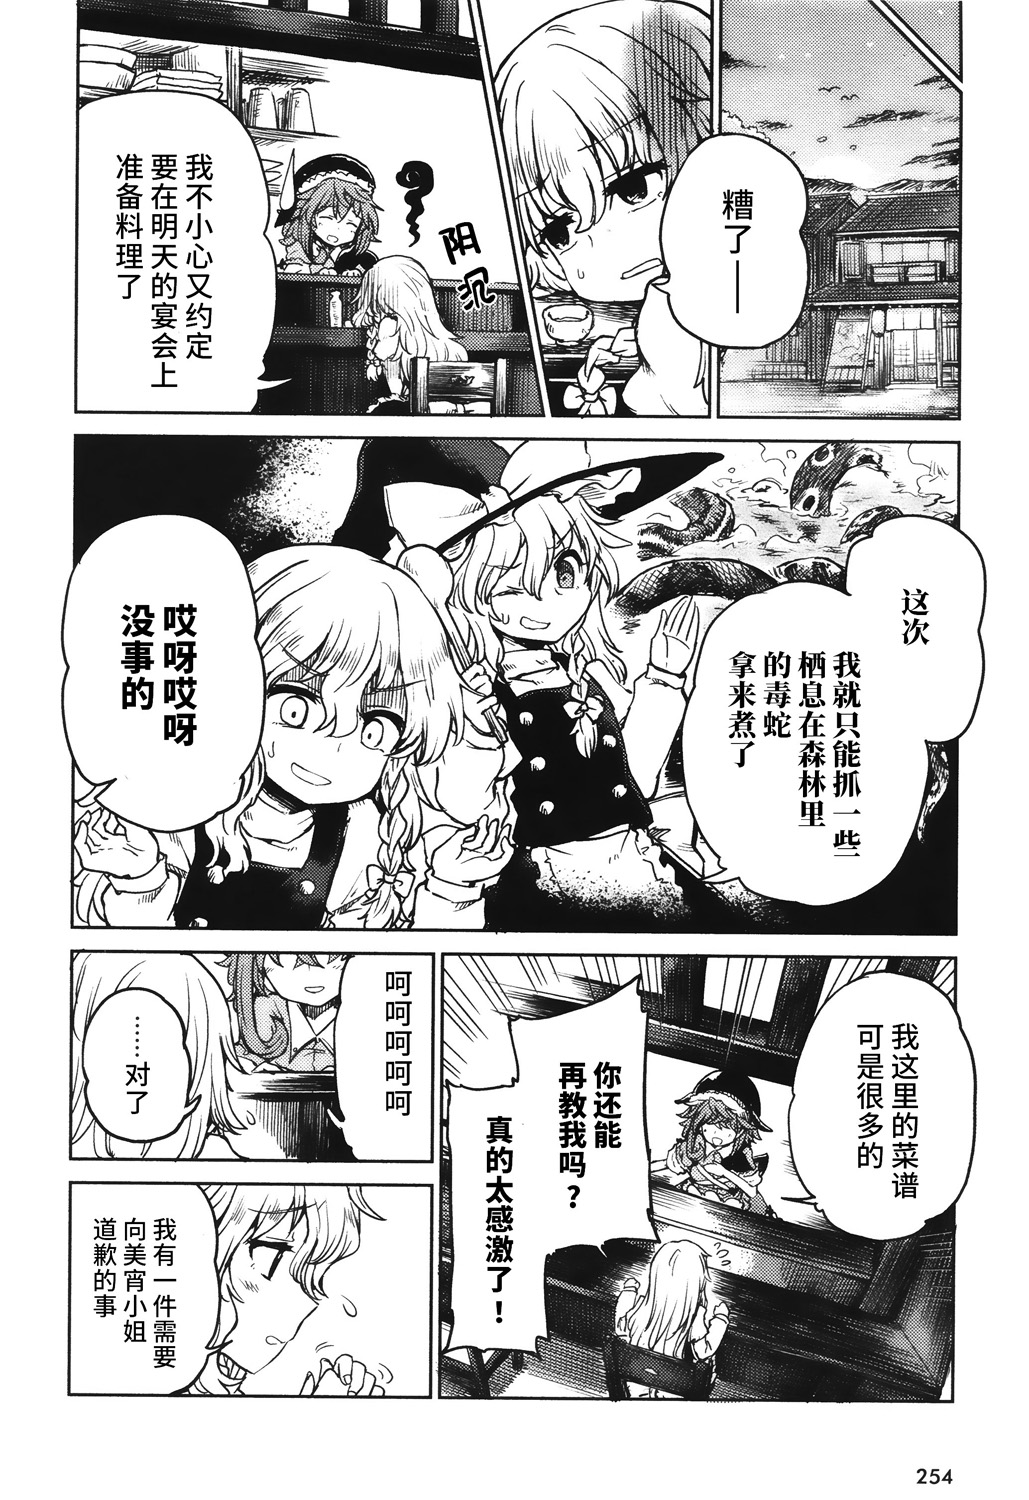 糟了——
我不小心又约定
要在明天的宴会上
准备料理了
阴沉
这次
我就只能抓一些
栖息在森林里
的毒蛇
拿来煮了
哎呀哎呀
没事的
我这里的菜谱
可是很多的
你还能
再教我吗？
真的太感激了！
呵呵呵呵
……对了
我有一件需要
向美宵小姐
道歉的事
254